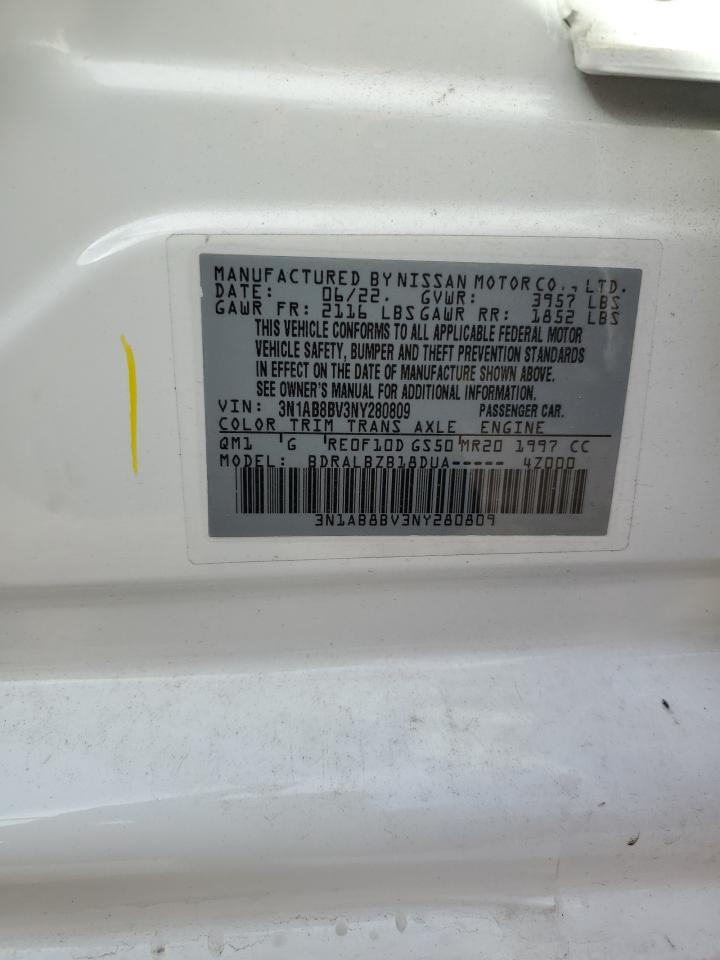 MANUFACTURED BY NISSAN MOTOR CO., LTD.
DATE: 06/22. GVWR: 3957 LBS
GAWR FR: 2116 LBS GAWR RR: 1852 LBS
THIS VEHICLE CONFORMS TO ALL APPLICABLE FEDERAL MOTOR
VEHICLE SAFETY, BUMPER AND THEFT PREVENTION STANDARDS
IN EFFECT ON THE DATE OF MANUFACTURE SHOWN ABOVE.
SEE OWNER'S MANUAL FOR ADDITIONAL INFORMATION.
VIN: 3N1AB8BV3NY280809 PASSENGER CAR.
COLOR TRIM TRANS AXLE ENGINE
QM1 G RE0F10D GS50 MR20 1997 CC
MODEL: BDRALBZB18DUA----- 4Z000
3N1AB8BV3NY280809